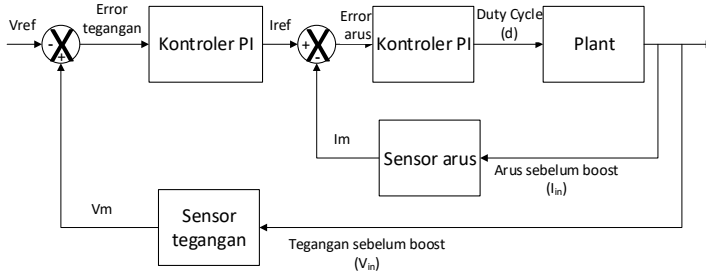 Vref
-
+
Error
tegangan
Kontroler PI
Iref
+
-
Error
arus
Kontroler PI
Duty Cycle
(d)
Plant
Im
Sensor arus
Arus sebelum boost
(Iin)
Vm
Sensor
tegangan
Tegangan sebelum boost
(Vin)